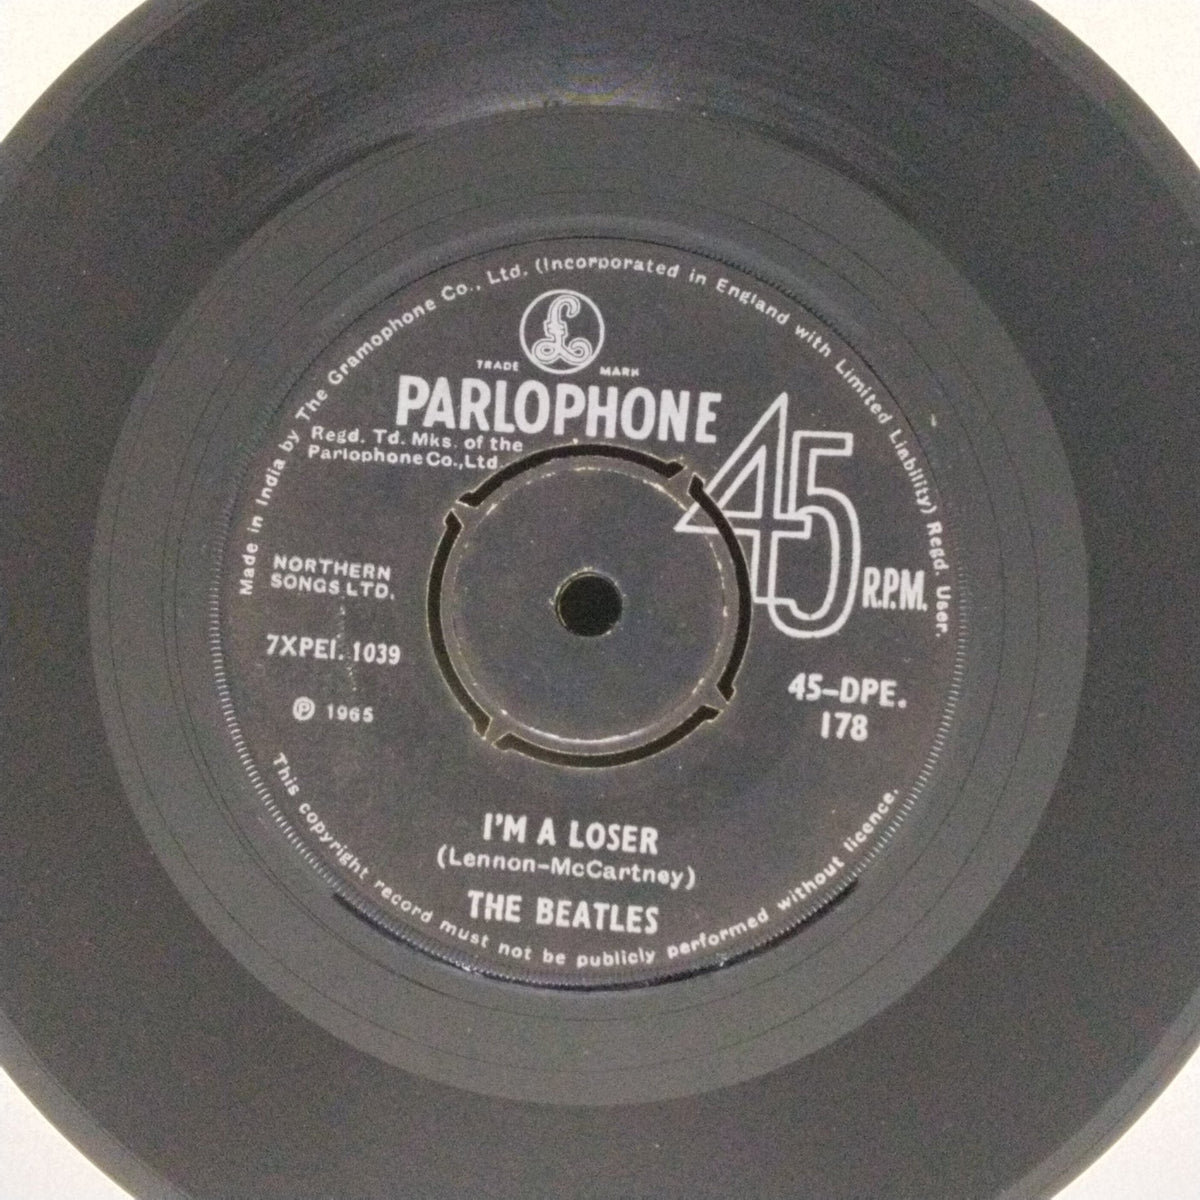 Made in India by The Gramophone Co., Ltd. (Incorporated in England with Limited Liability) Regd. User.
£
TRADE MARK
PARLOPHONE
Regd. Td. Mks. of the
Parlophone Co., Ltd.
45 R.P.M.
NORTHERN
SONGS LTD.
7XPEI. 1039
℗ 1965
45-DPE.
178
I'M A LOSER
(Lennon-McCartney)
THE BEATLES
This copyright record must not be publicly performed without licence.